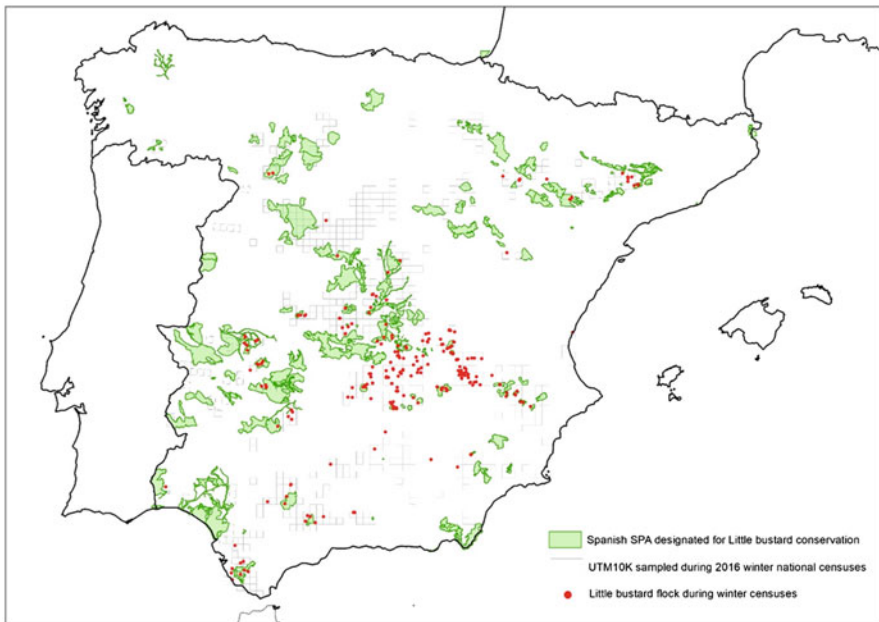 Spanish SPA designated for Little bustard conservation
UTM10K sampled during 2016 winter national censuses
Little bustard flock during winter censuses